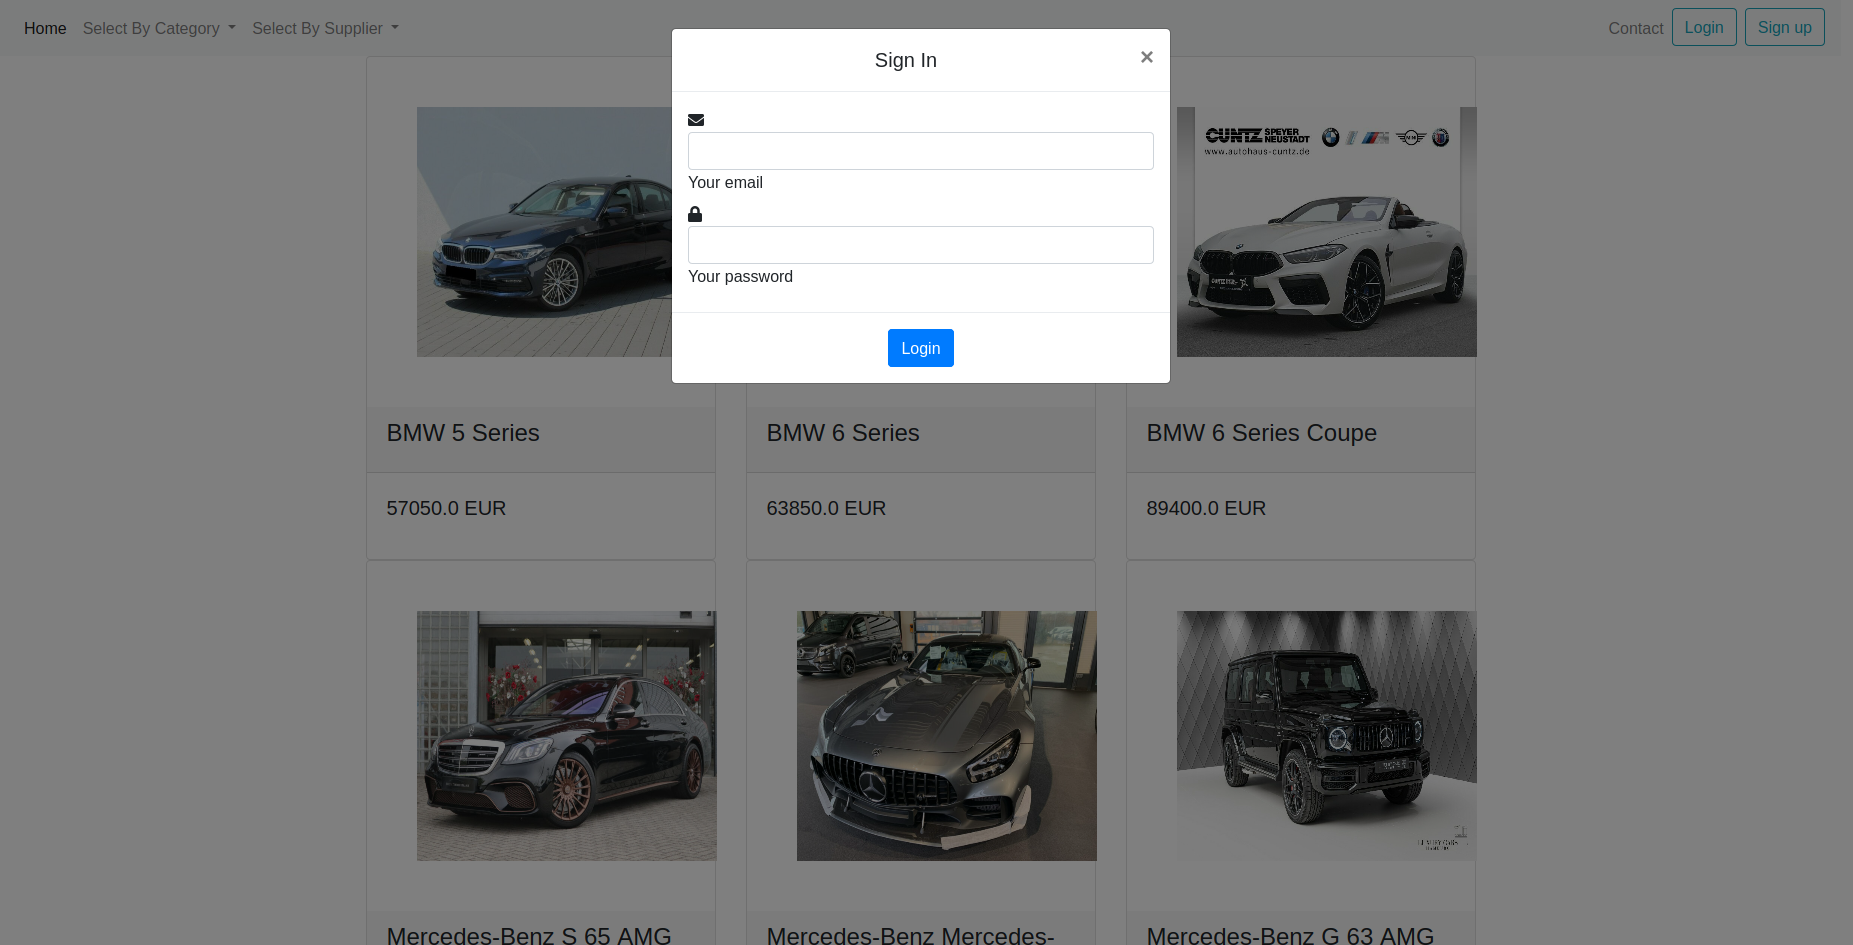 Home Select By Category Select By Supplier Contact Login Sign up
Sign In ×
Your email
Your password
Login
CUNTZ SPEYER NEUSTADT
www.autohaus-cuntz.de
BMW 5 Series BMW 6 Series BMW 6 Series Coupe
57050.0 EUR 63850.0 EUR 89400.0 EUR
Mercedes-Benz S 65 AMG Mercedes-Benz Mercedes- Mercedes-Benz G 63 AMG